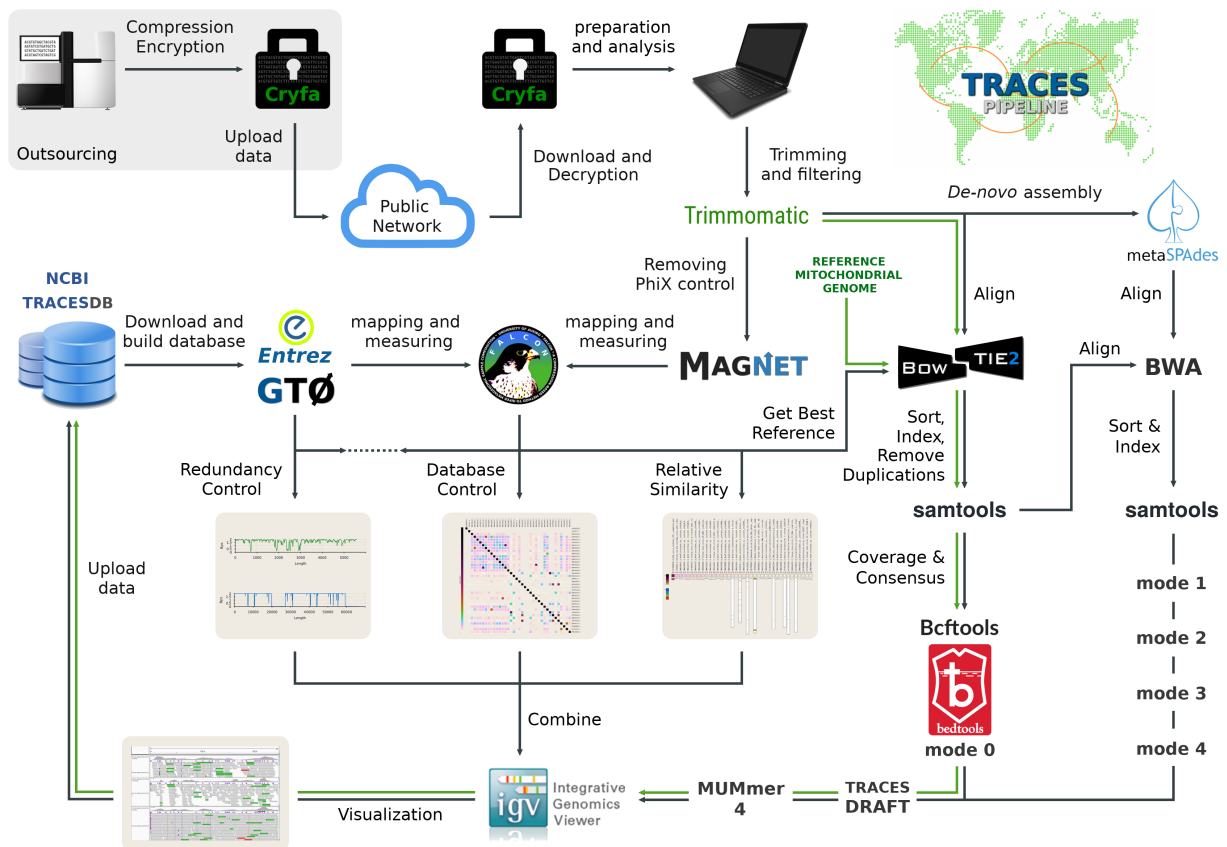 Compression
Encryption
Outsourcing
Cryfa
Upload
data
Public
Network
Cryfa
Download and
Decryption
preparation
and analysis
TRACES
PIPELINE
Trimming
and filtering
Trimmomatic
De-novo assembly
metaSPAdes
Removing
PhiX control
REFERENCE
MITOCHONDRIAL
GENOME
Align
Align
NCBI
TRACESDB
Download and
build database
Entrez
GTØ
mapping and
measuring
FALCON
mapping and
measuring
MAGNET
BOW
TIE2
Align
BWA
Get Best
Reference
Sort,
Index,
Remove
Duplications
Sort &
Index
Redundancy
Control
Database
Control
Relative
Similarity
samtools
samtools
Length
Length
Upload
data
Coverage &
Consensus
Bcftools
bedtools
mode 0
mode 1
mode 2
mode 3
mode 4
Combine
igv
Integrative
Genomics
Viewer
Visualization
MUMmer
4
TRACES
DRAFT